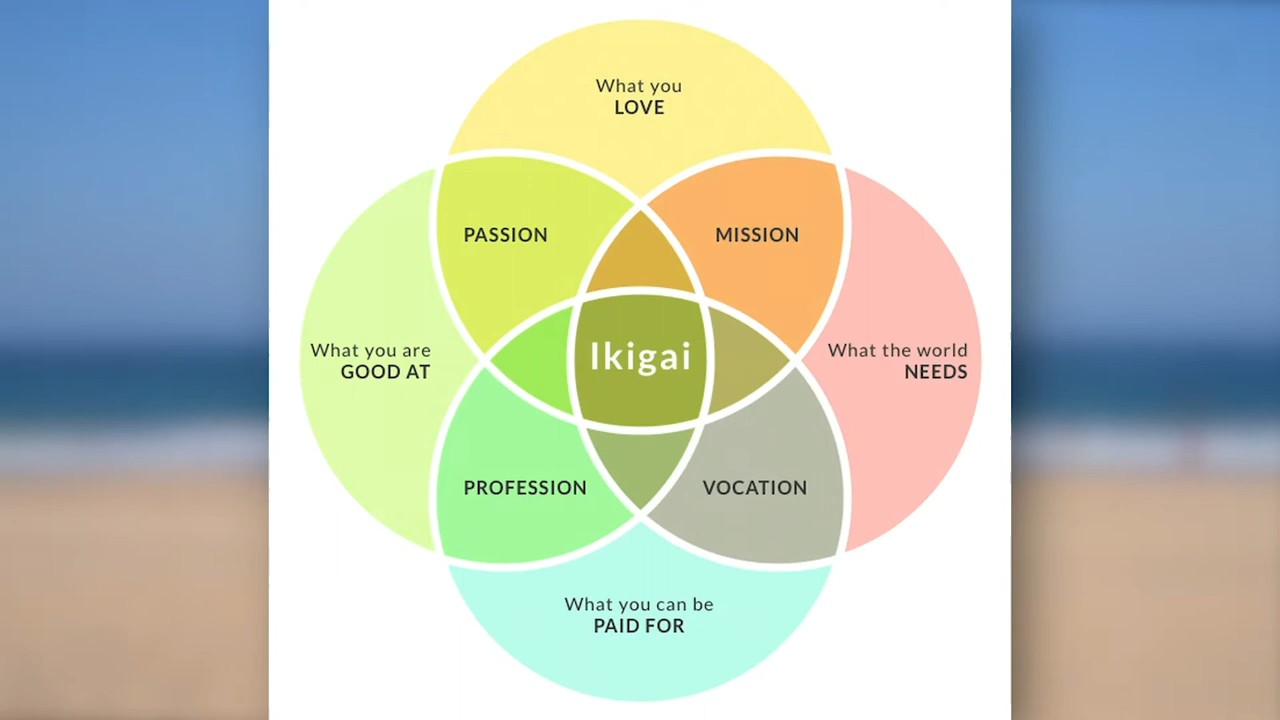 What you
LOVE
PASSION
MISSION
What you are
GOOD AT
Ikigai
What the world
NEEDS
PROFESSION
VOCATION
What you can be
PAID FOR